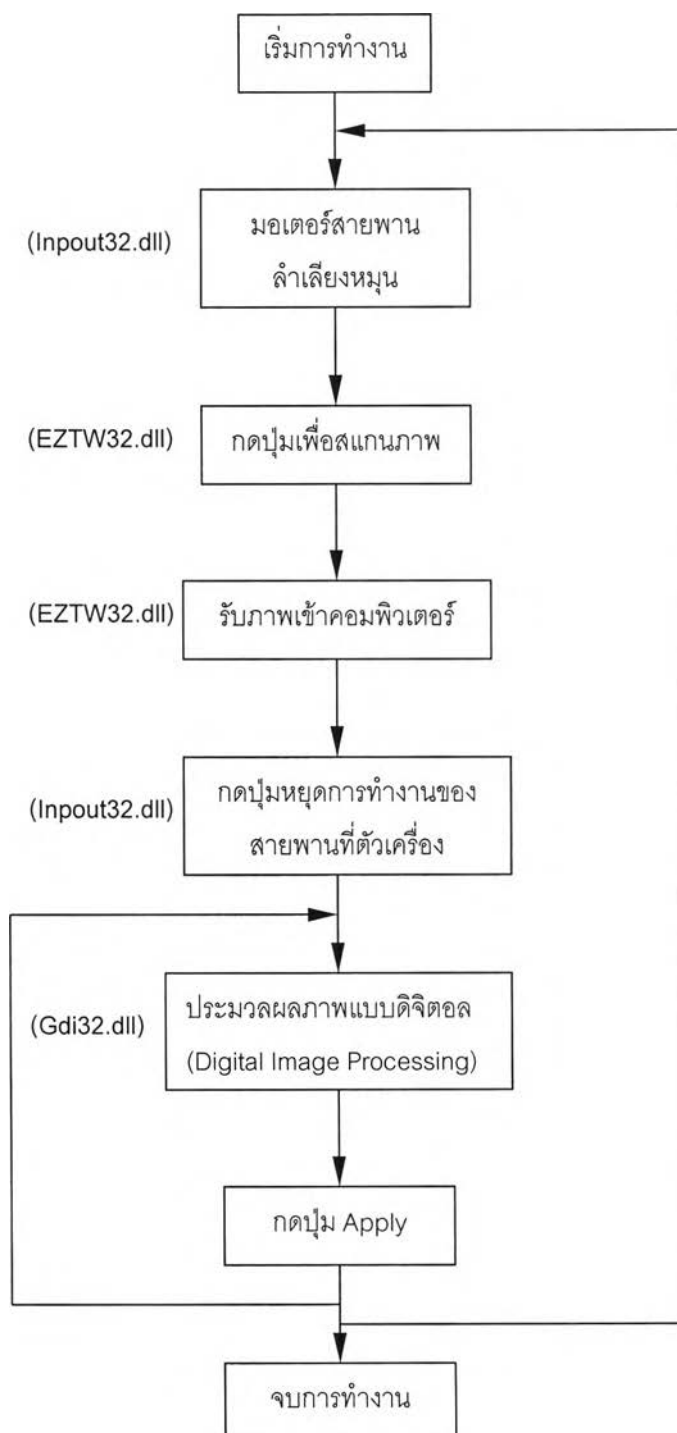 เริ่มการทำงาน
(Inpout32.dll)
มอเตอร์สายพาน
ลำเลียงหมุน
(EZTW32.dll)
กดปุ่มเพื่อสแกนภาพ
(EZTW32.dll)
รับภาพเข้าคอมพิวเตอร์
(Inpout32.dll)
กดปุ่มหยุดการทำงานของ
สายพานที่ตัวเครื่อง
(Gdi32.dll)
ประมวลผลภาพแบบดิจิตอล
(Digital Image Processing)
กดปุ่ม Apply
จบการทำงาน